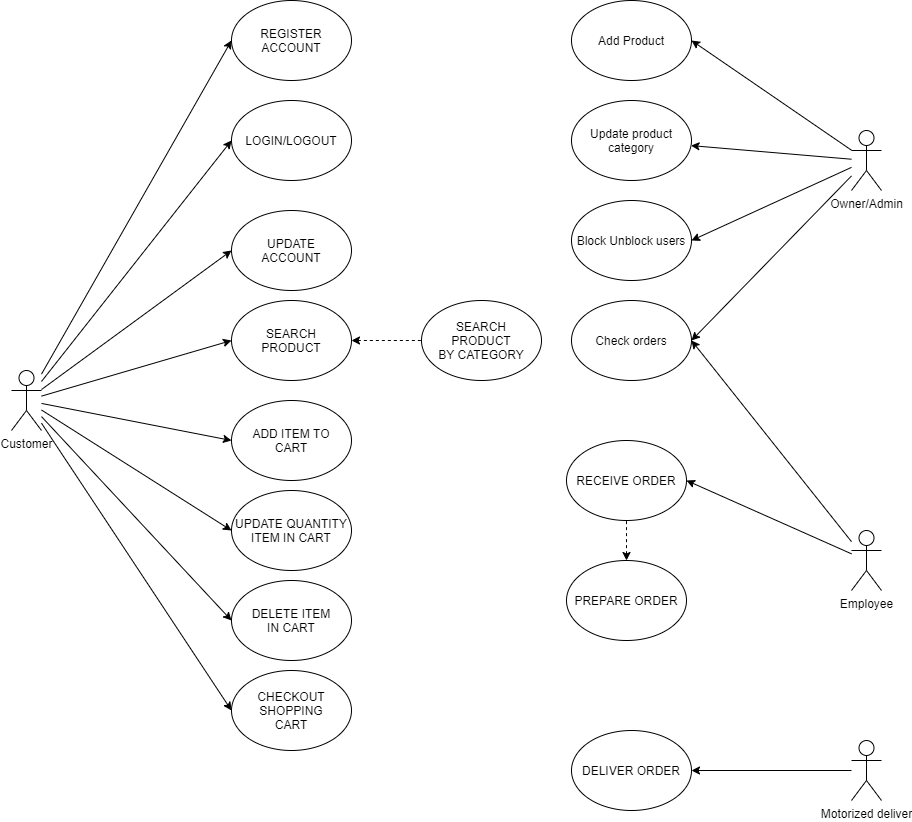 REGISTER
ACCOUNT
LOGIN/LOGOUT
UPDATE
ACCOUNT
SEARCH
PRODUCT
SEARCH
PRODUCT
BY CATEGORY
Customer
ADD ITEM TO
CART
UPDATE QUANTITY
ITEM IN CART
DELETE ITEM
IN CART
CHECKOUT
SHOPPING
CART
Add Product
Update product
category
Block Unblock users
Check orders
Owner/Admin
RECEIVE ORDER
PREPARE ORDER
Employee
DELIVER ORDER
Motorized deliver